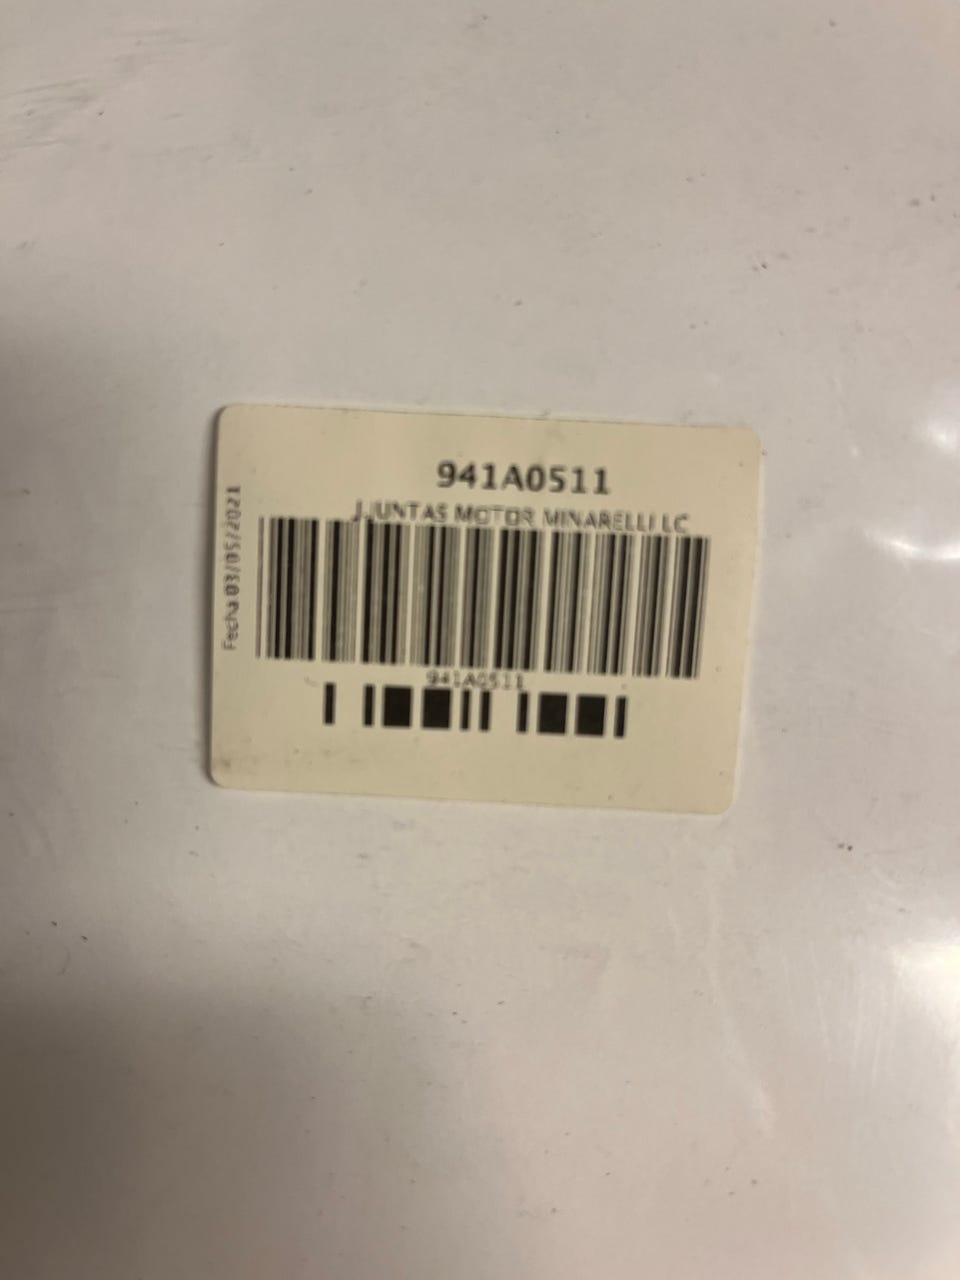 941A0511
J.JUNTAS MOTOR MINARELLI LC
Fecha 03/05/2021
941A0511